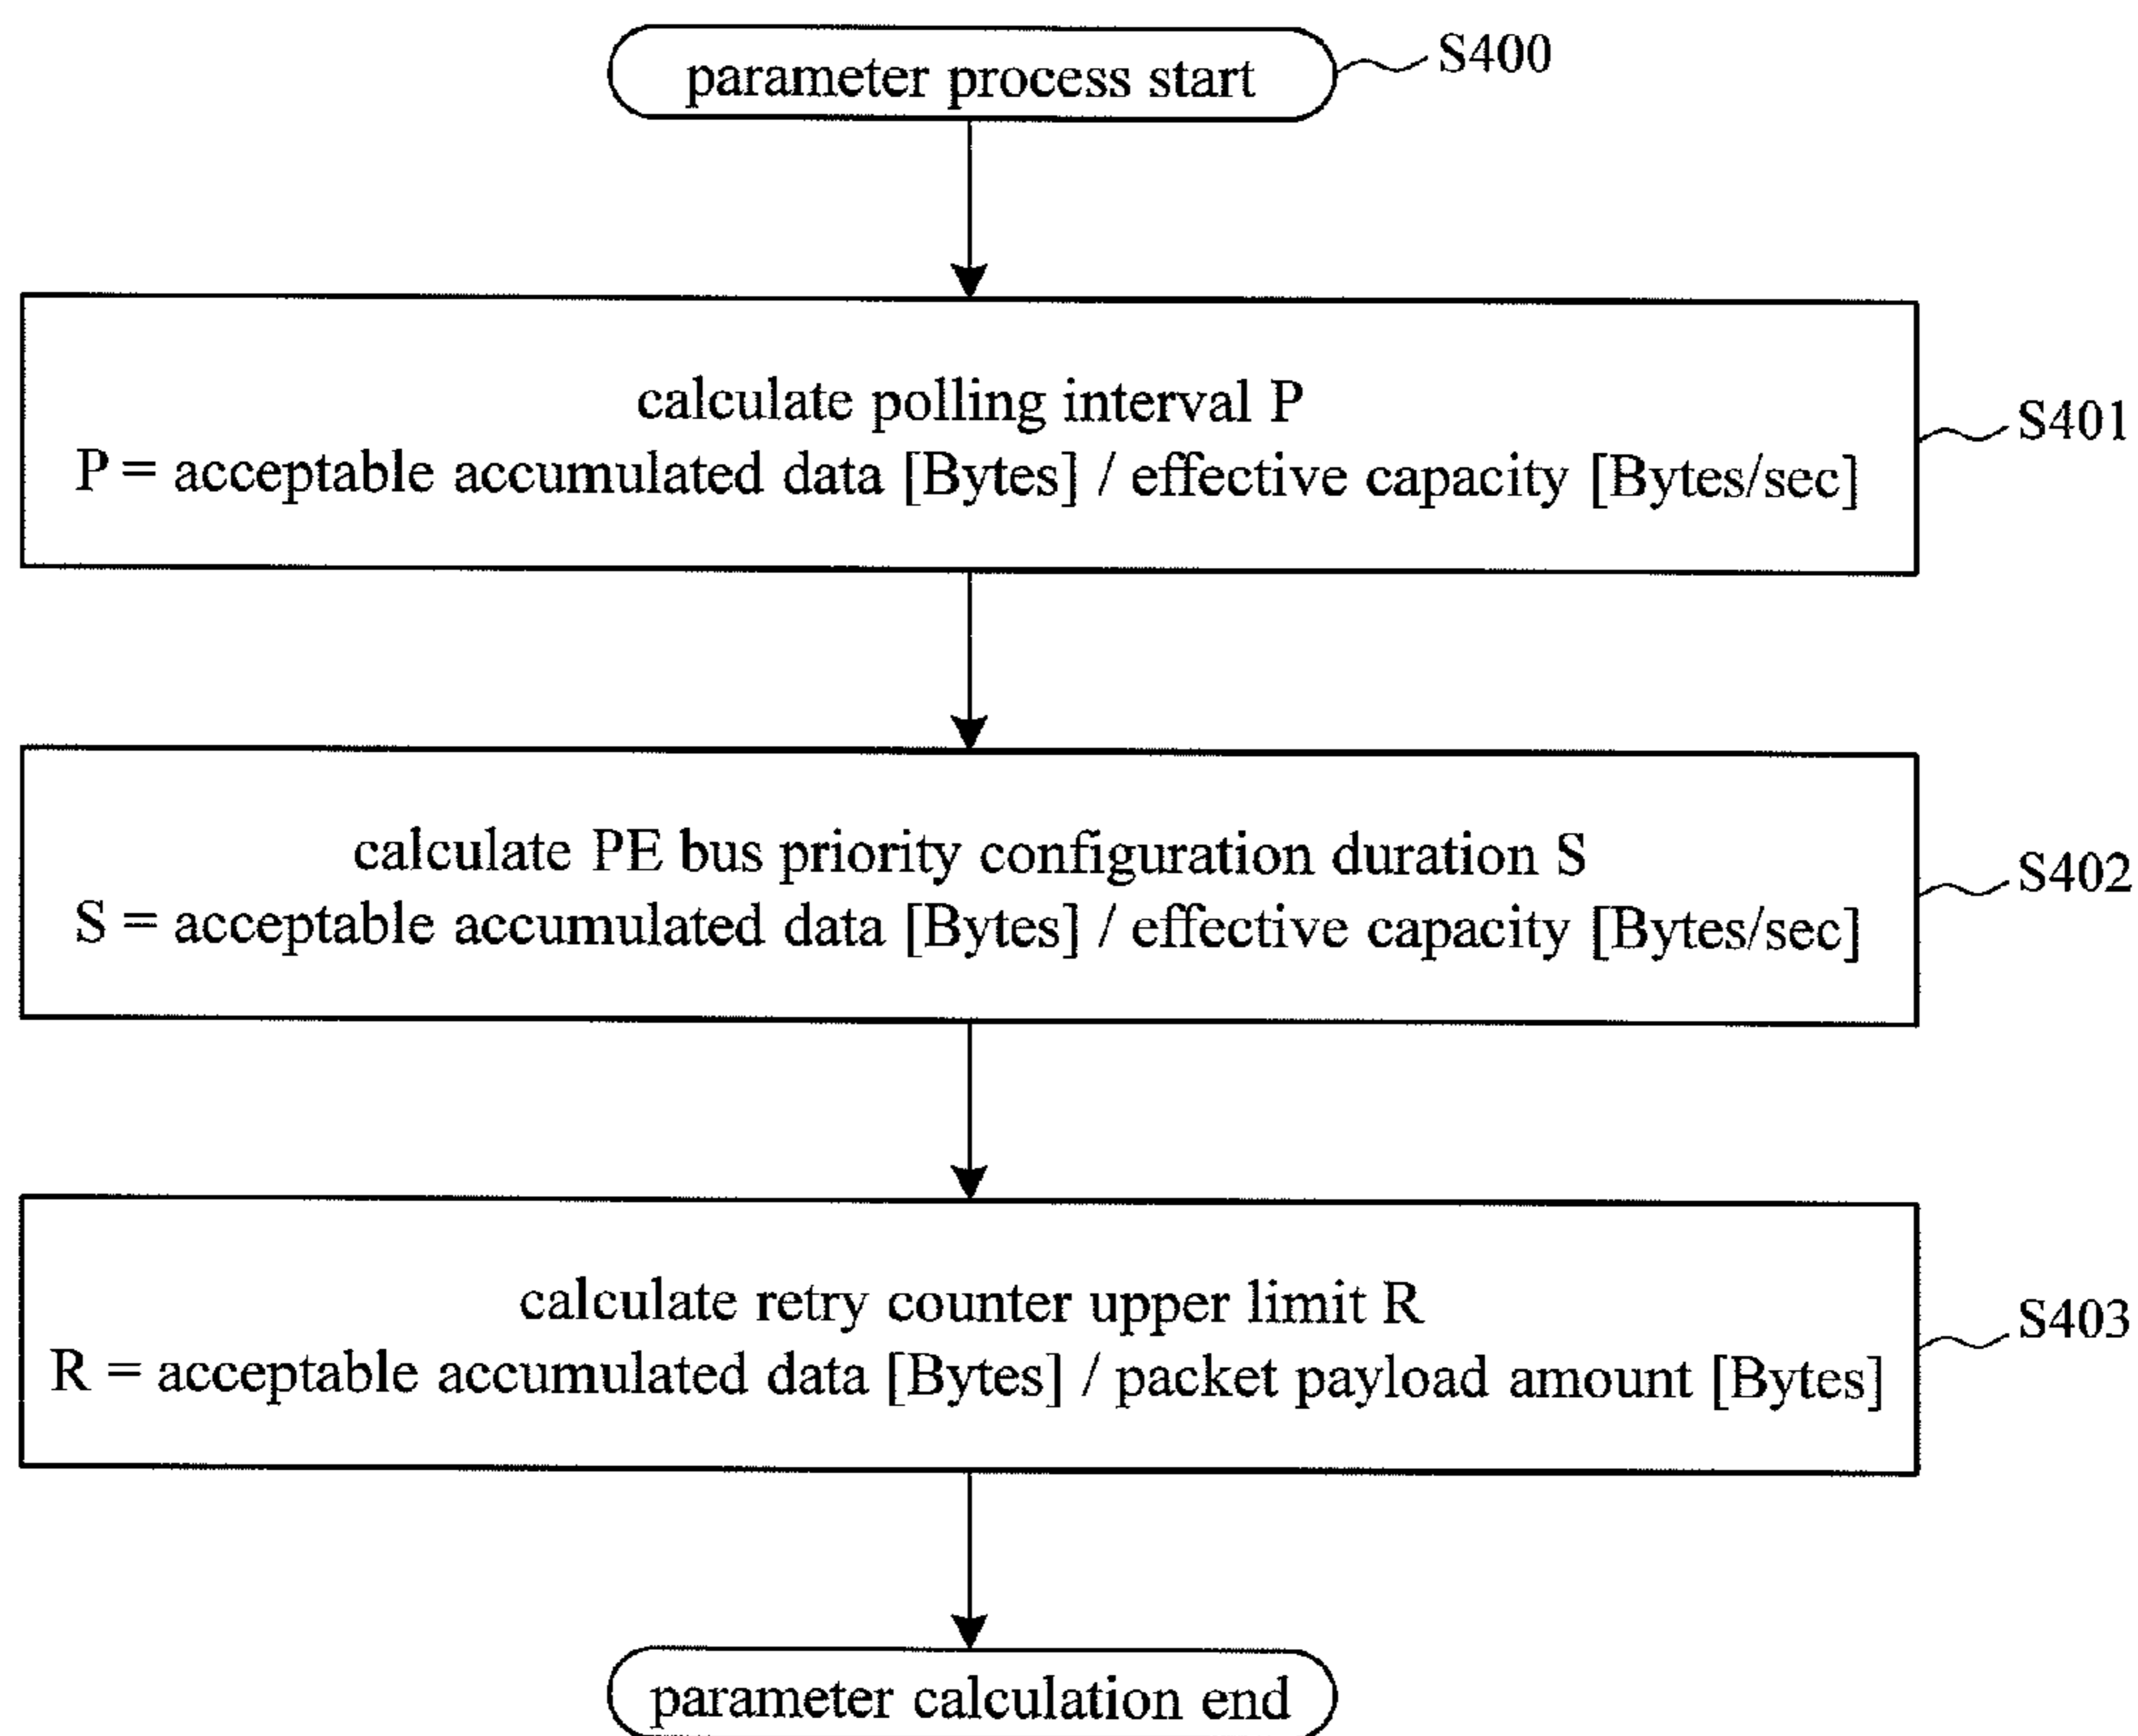 parameter process start
S400
calculate polling interval P
P = acceptable accumulated data [Bytes] / effective capacity [Bytes/sec]
S401
calculate PE bus priority configuration duration S
S = acceptable accumulated data [Bytes] / effective capacity [Bytes/sec]
S402
calculate retry counter upper limit R
R = acceptable accumulated data [Bytes] / packet payload amount [Bytes]
S403
parameter calculation end